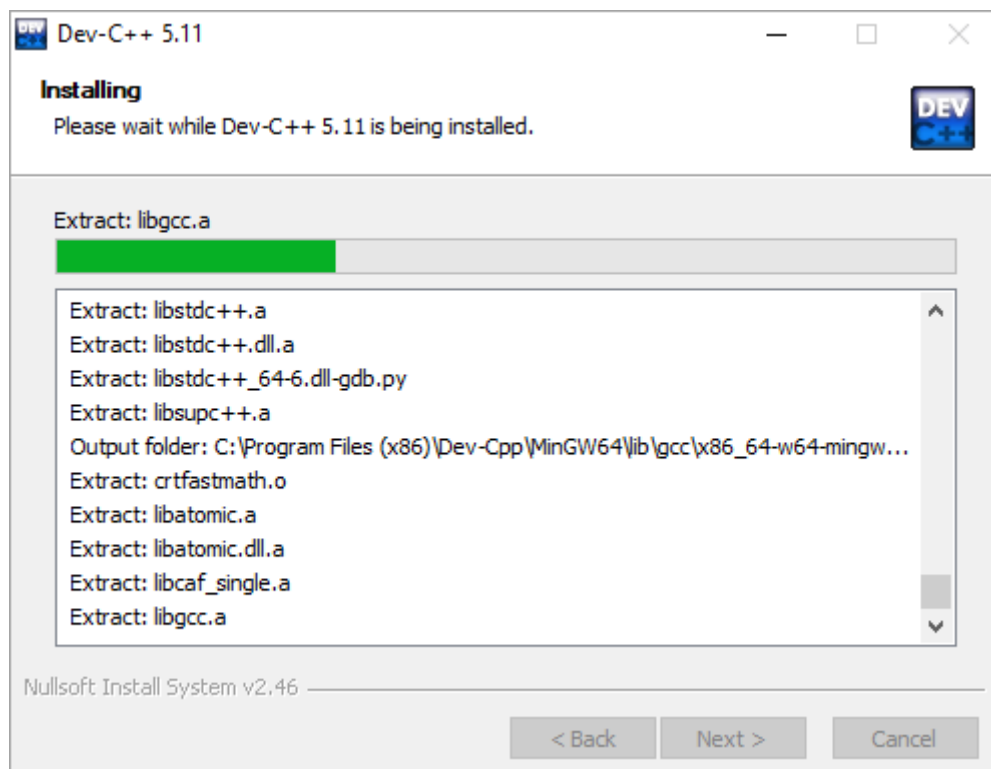 DEV C++ Dev-C++ 5.11
Installing
Please wait while Dev-C++ 5.11 is being installed.
DEV
C++
Extract: libgcc.a
Extract: libstdc++.a
Extract: libstdc++.dll.a
Extract: libstdc++_64-6.dll-gdb.py
Extract: libsupc++.a
Output folder: C:\Program Files (x86)\Dev-Cpp\MinGW64\lib\gcc\x86_64-w64-mingw...
Extract: crtfastmath.o
Extract: libatomic.a
Extract: libatomic.dll.a
Extract: libcaf_single.a
Extract: libgcc.a
Nullsoft Install System v2.46
< Back Next > Cancel